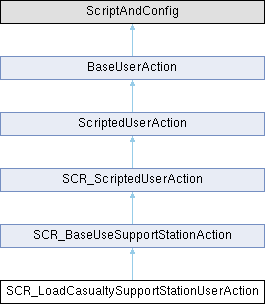 ScriptAndConfig
BaseUserAction
ScriptedUserAction
SCR_ScriptedUserAction
SCR_BaseUseSupportStationAction
SCR_LoadCasualtySupportStationUserAction